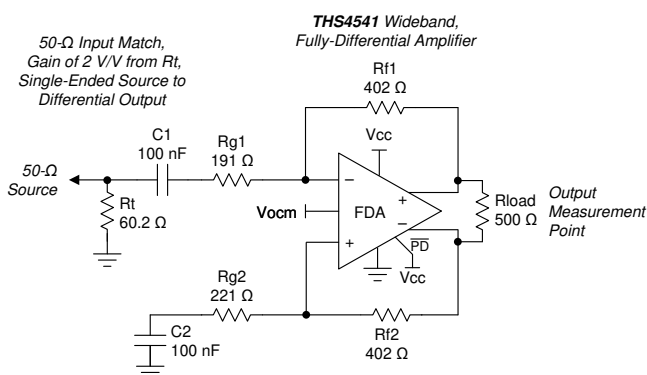 THS4541 Wideband,
Fully-Differential Amplifier
50-Ω Input Match,
Gain of 2 V/V from Rt,
Single-Ended Source to
Differential Output
Rf1
402 Ω
Vcc
C1
100 nF
Rg1
191 Ω
50-Ω
Source
Rt
60.2 Ω
Vocm
−
+
FDA
+
−
PD
Vcc
Rload
500 Ω
Output
Measurement
Point
Rg2
221 Ω
C2
100 nF
Rf2
402 Ω